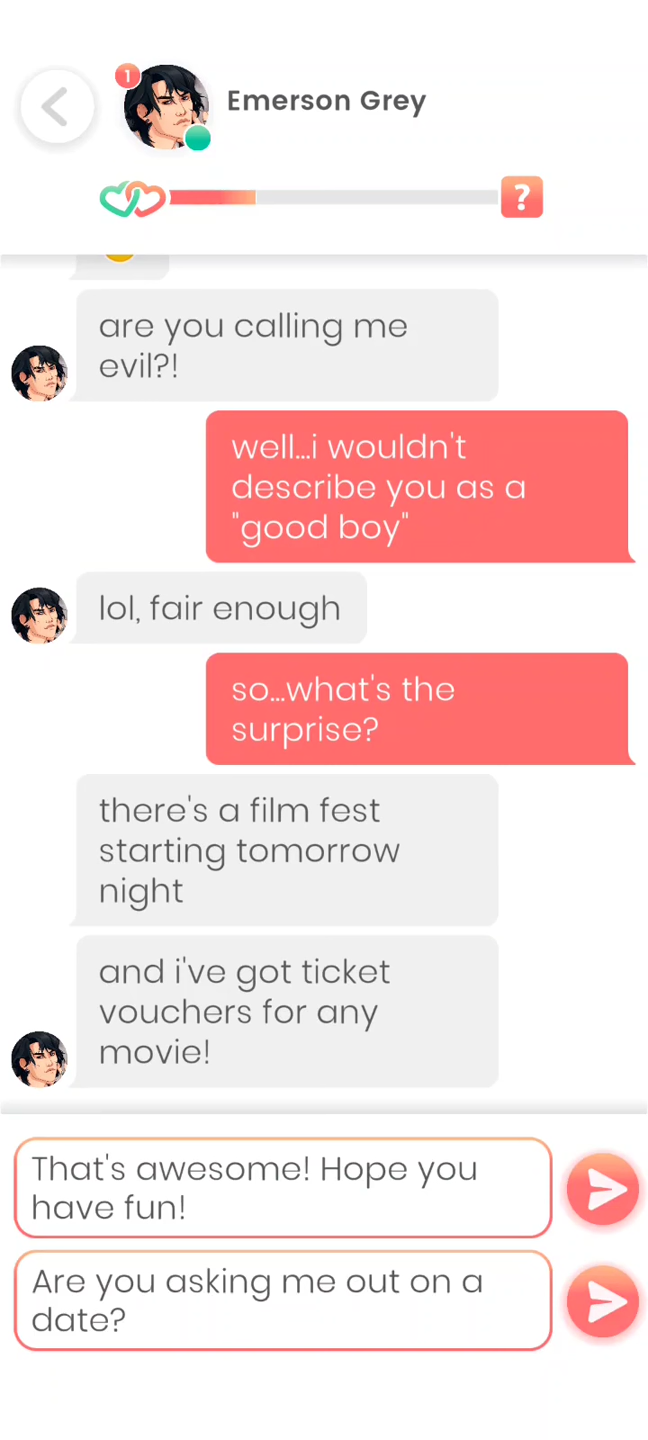 1
Emerson Grey
?
are you calling me
evil?!
well...i wouldn't
describe you as a
"good boy"
lol, fair enough
so...what's the
surprise?
there's a film fest
starting tomorrow
night
and i've got ticket
vouchers for any
movie!
That's awesome! Hope you
have fun!
Are you asking me out on a
date?